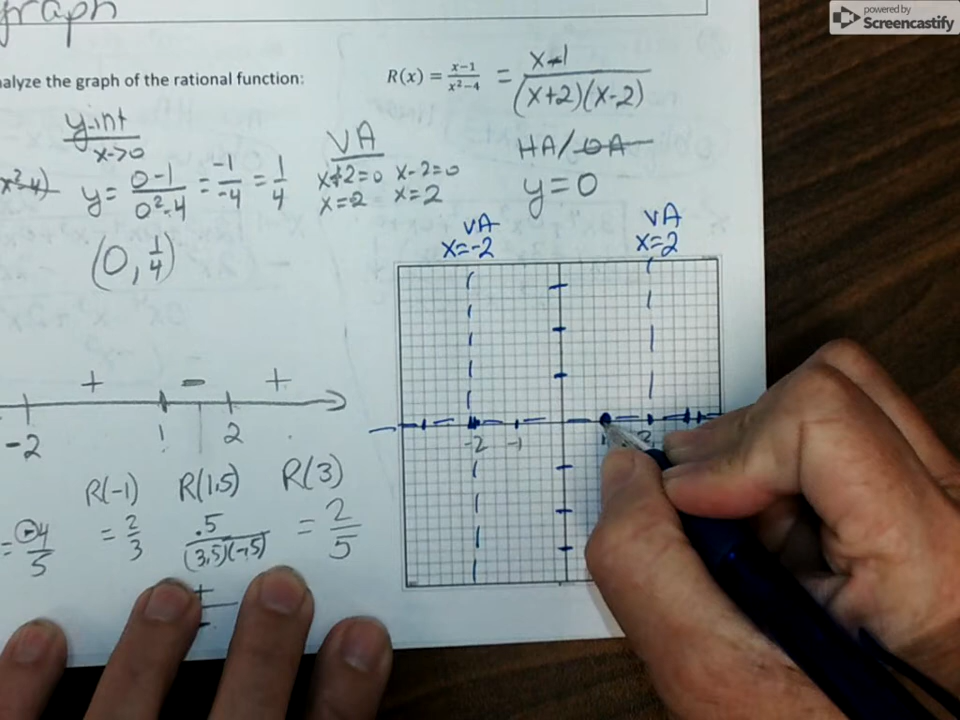 powered by
Screencastify
graph
nalyze the graph of the rational function:
R(x) = x-1/x²-4 = x-1/(x+2)(x-2)
y-int
x→0
y = 0-1/0²-4 = -1/-4 = 1/4
(0, 1/4)
VA
x+2=0 x-2=0
x=-2 x=2
HA/OA
y=0
VA
x=-2
VA
x=2
+ - +
-2 1 2
-2 -1
R(-1) R(1.5) R(3)
= -4/5 = 2/3 .5/(3.5)(-.5) = 2/5
+
-